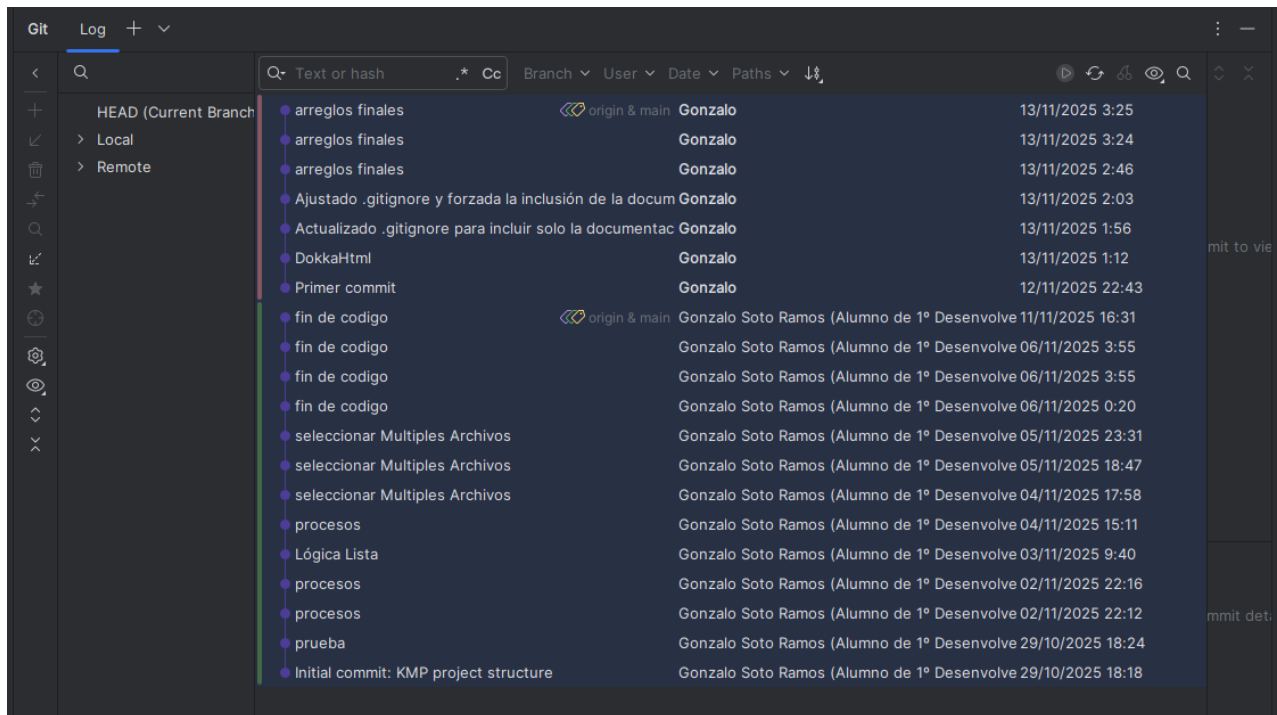 Git Log
Text or hash .* Cc Branch User Date Paths
HEAD (Current Branch
Local
Remote
arreglos finales origin & main Gonzalo 13/11/2025 3:25
arreglos finales Gonzalo 13/11/2025 3:24
arreglos finales Gonzalo 13/11/2025 2:46
Ajustado .gitignore y forzada la inclusión de la docum Gonzalo 13/11/2025 2:03
Actualizado .gitignore para incluir solo la documentac Gonzalo 13/11/2025 1:56
DokkaHtml Gonzalo 13/11/2025 1:12
Primer commit Gonzalo 12/11/2025 22:43
fin de codigo origin & main Gonzalo Soto Ramos (Alumno de 1º Desenvolve 11/11/2025 16:31
fin de codigo Gonzalo Soto Ramos (Alumno de 1º Desenvolve 06/11/2025 3:55
fin de codigo Gonzalo Soto Ramos (Alumno de 1º Desenvolve 06/11/2025 3:55
fin de codigo Gonzalo Soto Ramos (Alumno de 1º Desenvolve 06/11/2025 0:20
seleccionar Multiples Archivos Gonzalo Soto Ramos (Alumno de 1º Desenvolve 05/11/2025 23:31
seleccionar Multiples Archivos Gonzalo Soto Ramos (Alumno de 1º Desenvolve 05/11/2025 18:47
seleccionar Multiples Archivos Gonzalo Soto Ramos (Alumno de 1º Desenvolve 04/11/2025 17:58
procesos Gonzalo Soto Ramos (Alumno de 1º Desenvolve 04/11/2025 15:11
Lógica Lista Gonzalo Soto Ramos (Alumno de 1º Desenvolve 03/11/2025 9:40
procesos Gonzalo Soto Ramos (Alumno de 1º Desenvolve 02/11/2025 22:16
procesos Gonzalo Soto Ramos (Alumno de 1º Desenvolve 02/11/2025 22:12
prueba Gonzalo Soto Ramos (Alumno de 1º Desenvolve 29/10/2025 18:24
Initial commit: KMP project structure Gonzalo Soto Ramos (Alumno de 1º Desenvolve 29/10/2025 18:18
mit to vie
mmit deta